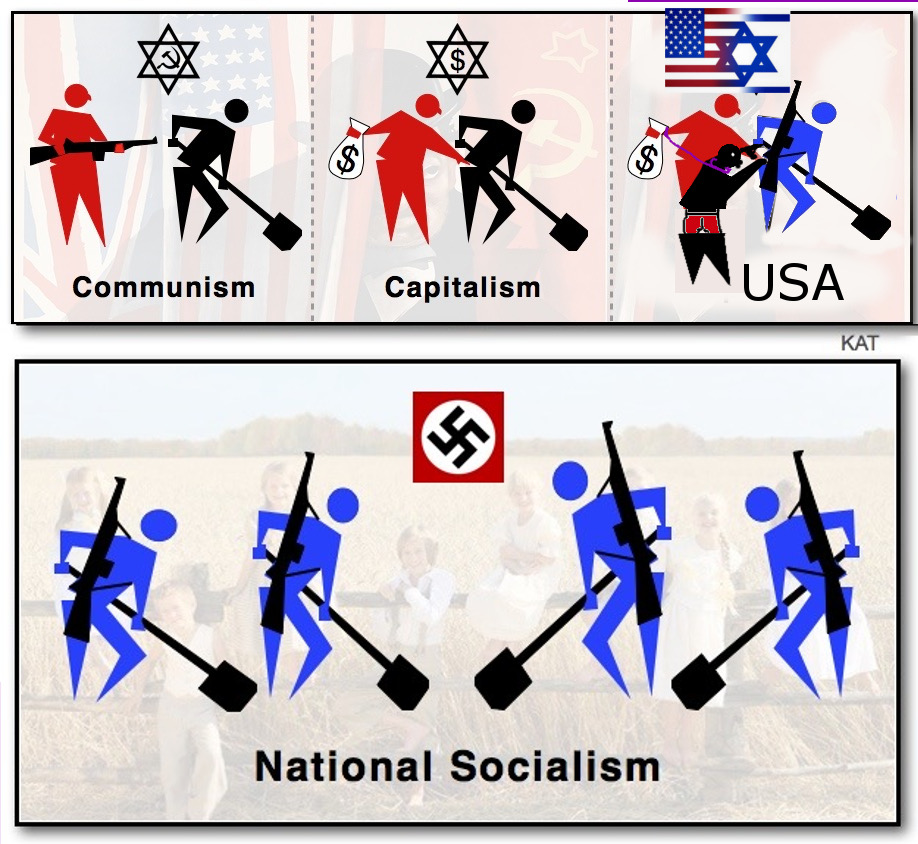 $
$
$
Communism
Capitalism
USA
KAT
National Socialism